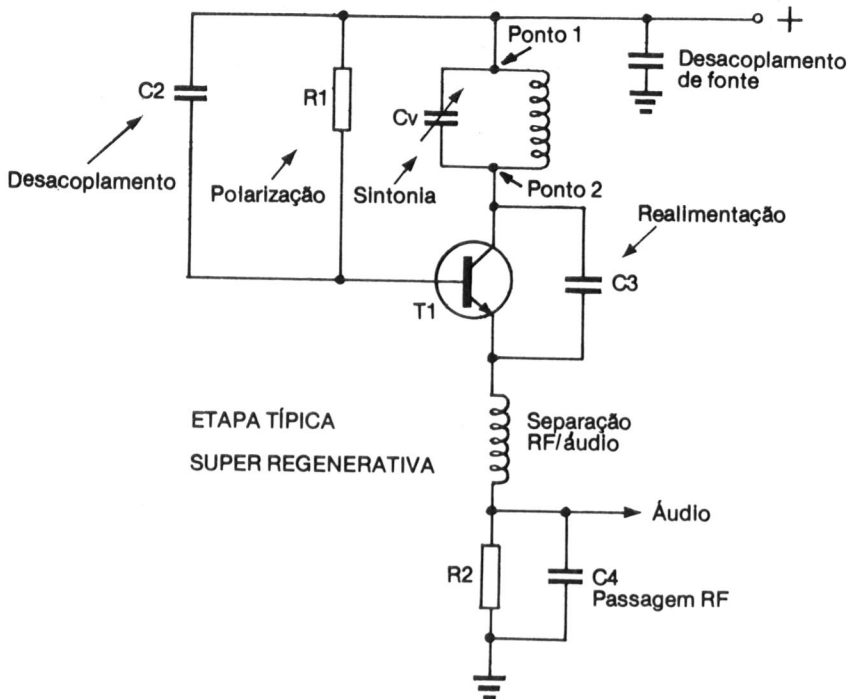 +
Ponto 1
Desacoplamento
de fonte
C2
R1
Cv
Desacoplamento
Polarização
Sintonia
Ponto 2
Realimentação
C3
T1
ETAPA TÍPICA
SUPER REGENERATIVA
Separação
RF/áudio
Áudio
R2
C4
Passagem RF